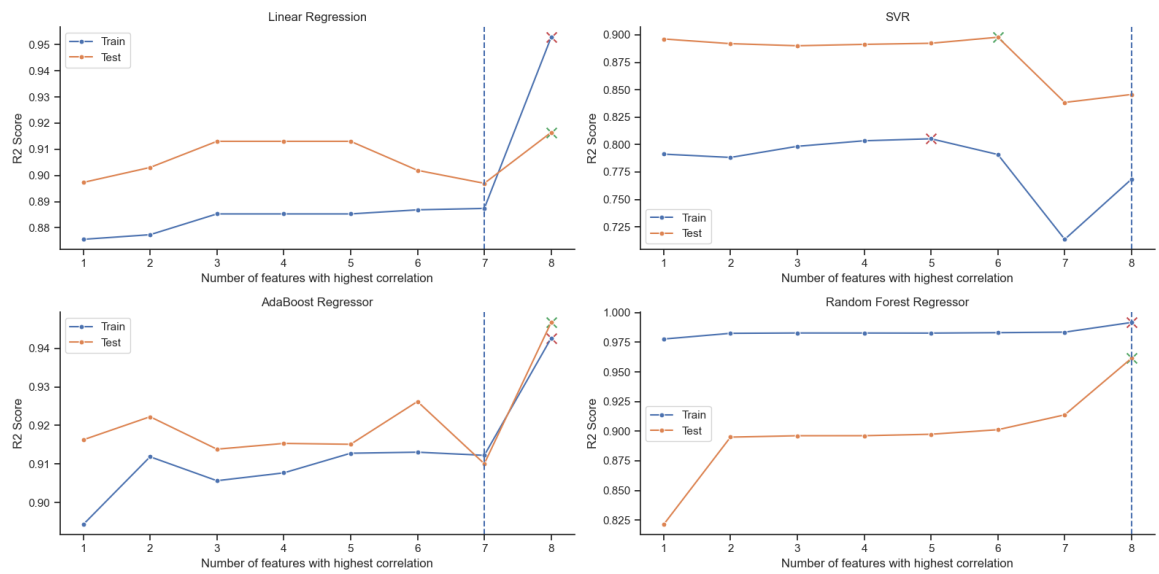 Linear Regression
R2 Score
0.95
0.94
0.93
0.92
0.91
0.90
0.89
0.88
Train
Test
1 2 3 4 5 6 7 8
Number of features with highest correlation
SVR
R2 Score
0.900
0.875
0.850
0.825
0.800
0.775
0.750
0.725
Train
Test
1 2 3 4 5 6 7 8
Number of features with highest correlation
AdaBoost Regressor
R2 Score
0.94
0.93
0.92
0.91
0.90
Train
Test
1 2 3 4 5 6 7 8
Number of features with highest correlation
Random Forest Regressor
R2 Score
1.000
0.975
0.950
0.925
0.900
0.875
0.850
0.825
Train
Test
1 2 3 4 5 6 7 8
Number of features with highest correlation